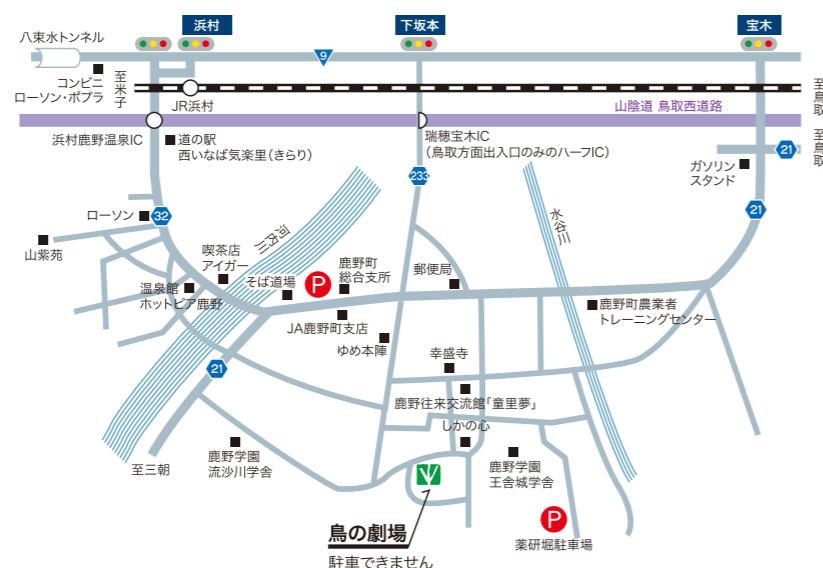 浜村
下坂本
宝木
八束水トンネル
9
コンビニ
ローソン・ポプラ
至米子
JR浜村
至鳥取
山陰道 鳥取西道路
浜村鹿野温泉IC
道の駅
西いなば気楽里（きらり）
瑞穂宝木IC
（鳥取方面出入口のみのハーフIC）
至鳥取
21
ガソリン
スタンド
233
21
32
ローソン
山紫苑
河内川
水谷川
喫茶店
アイガー
そば道場
P
鹿野町
総合支所
郵便局
温泉館
ホットピア鹿野
JA鹿野町支店
ゆめ本陣
鹿野町農業者
トレーニングセンター
幸盛寺
21
鹿野往来交流館「童里夢」
しかの心
至三朝
鹿野学園
流沙川学舎
鹿野学園
王舎城学舎
P
薬研堀駐車場
鳥の劇場
駐車できません